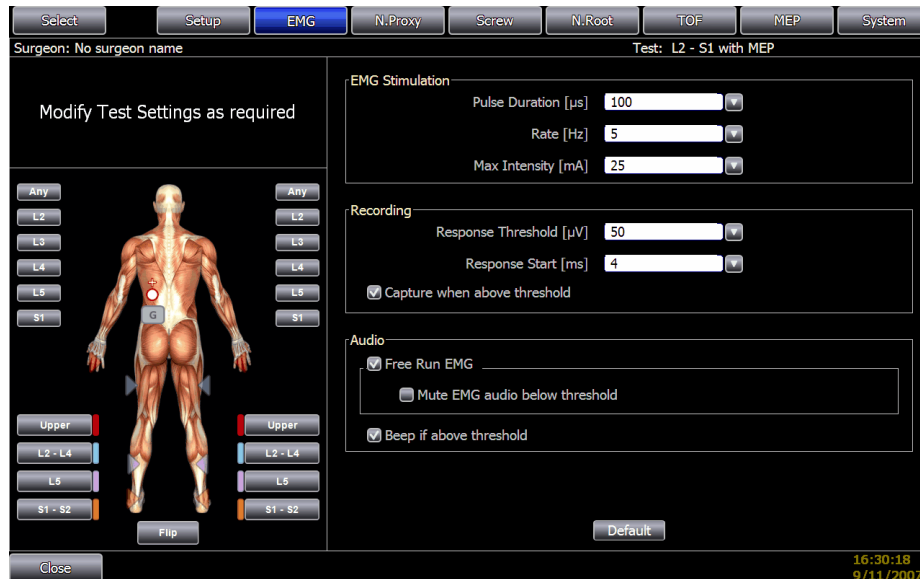 Select Setup EMG N.Proxy Screw N.Root TOF MEP System
Surgeon: No surgeon name Test: L2 - S1 with MEP
Modify Test Settings as required
EMG Stimulation
Pulse Duration [µs] 100
Rate [Hz] 5
Max Intensity [mA] 25
Any Any
L2 L2
L3 L3
L4 L4
L5 L5
S1 G S1
Recording
Response Threshold [µV] 50
Response Start [ms] 4
Capture when above threshold
Audio
Free Run EMG
Mute EMG audio below threshold
Beep if above threshold
Upper Upper
L2 - L4 L2 - L4
L5 L5
S1 - S2 S1 - S2
Flip
Default
Close
16:30:18
9/11/2007